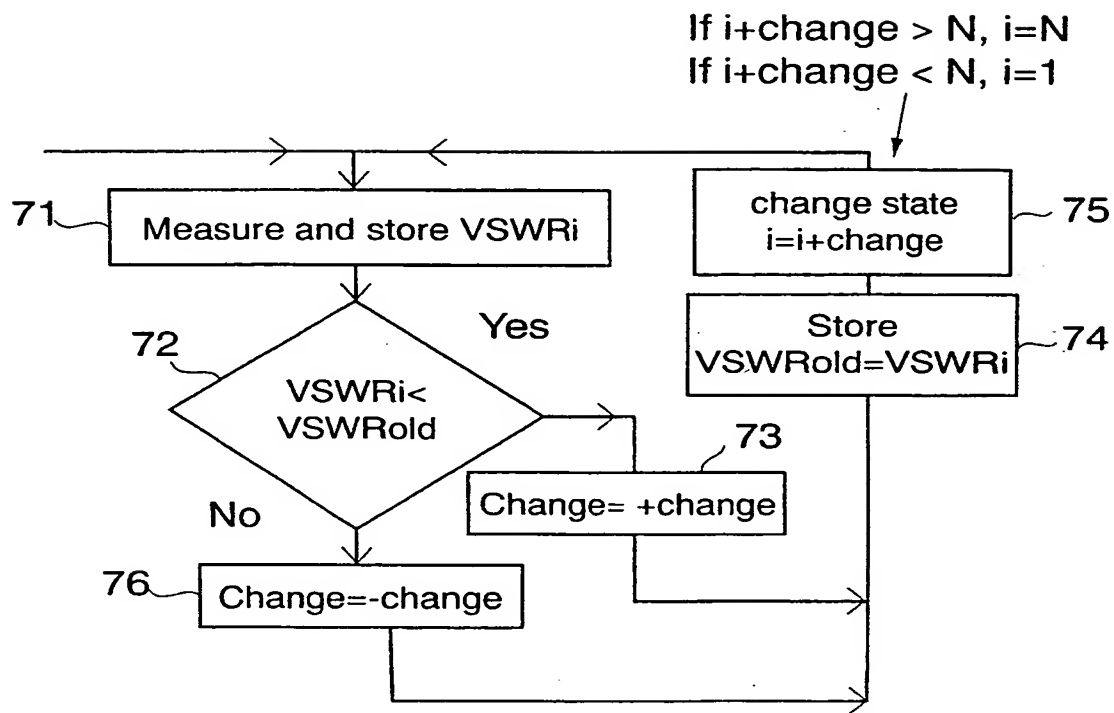 If i+change > N, i=N
If i+change < N, i=1
71
Measure and store VSWRi
change state
i=i+change
75
72
Yes
VSWRi<
VSWRold
Store
VSWRold=VSWRi
74
73
Change= +change
No
76
Change=-change